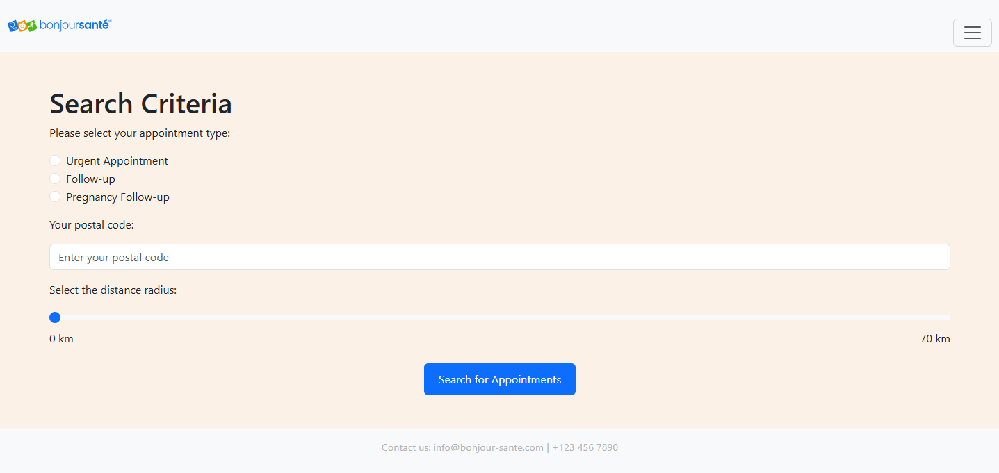 bonjoursanté™
Search Criteria
Please select your appointment type:
Urgent Appointment
Follow-up
Pregnancy Follow-up
Your postal code:
Enter your postal code
Select the distance radius:
0 km 70 km
Search for Appointments
Contact us: info@bonjour-sante.com | +123 456 7890